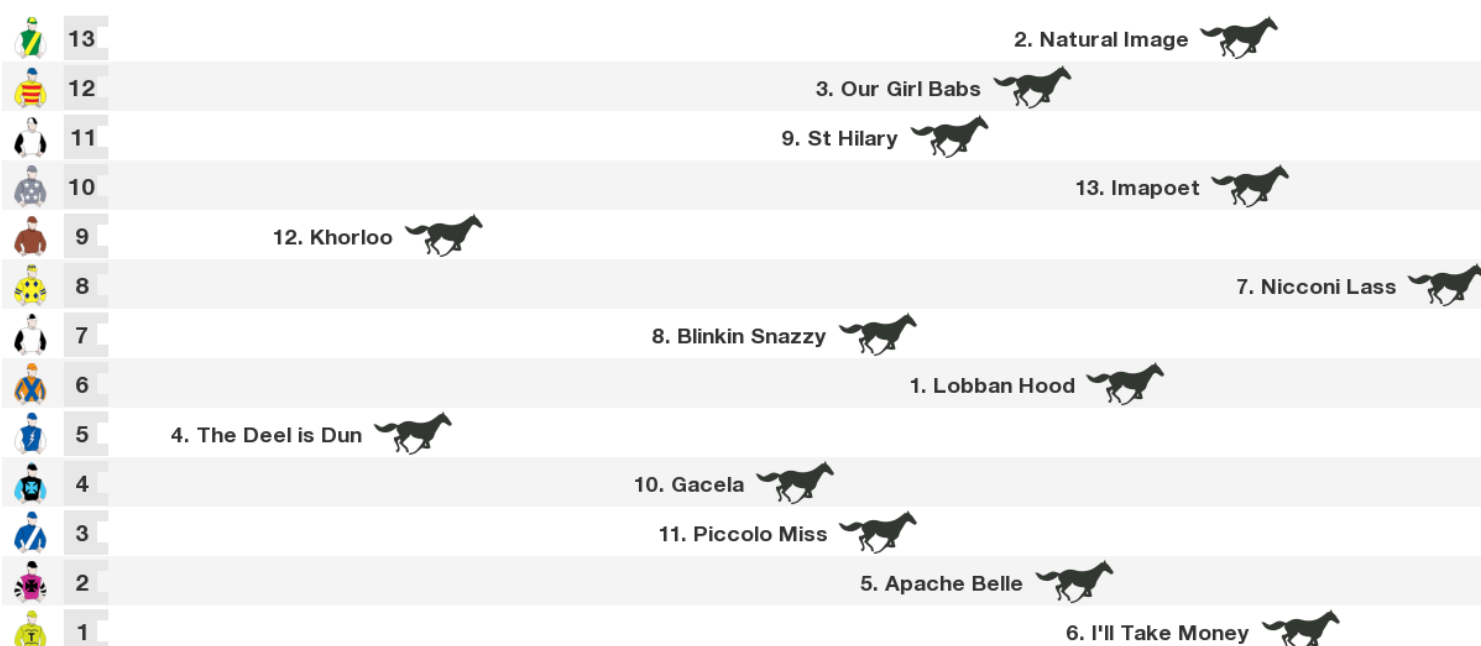 13 2. Natural Image
12 3. Our Girl Babs
11 9. St Hilary
10 13. Imapoet
9 12. Khorloo
8 7. Nicconi Lass
7 8. Blinkin Snazzy
6 1. Lobban Hood
5 4. The Deel is Dun
4 10. Gacela
3 11. Piccolo Miss
2 5. Apache Belle
T 1 6. I'll Take Money